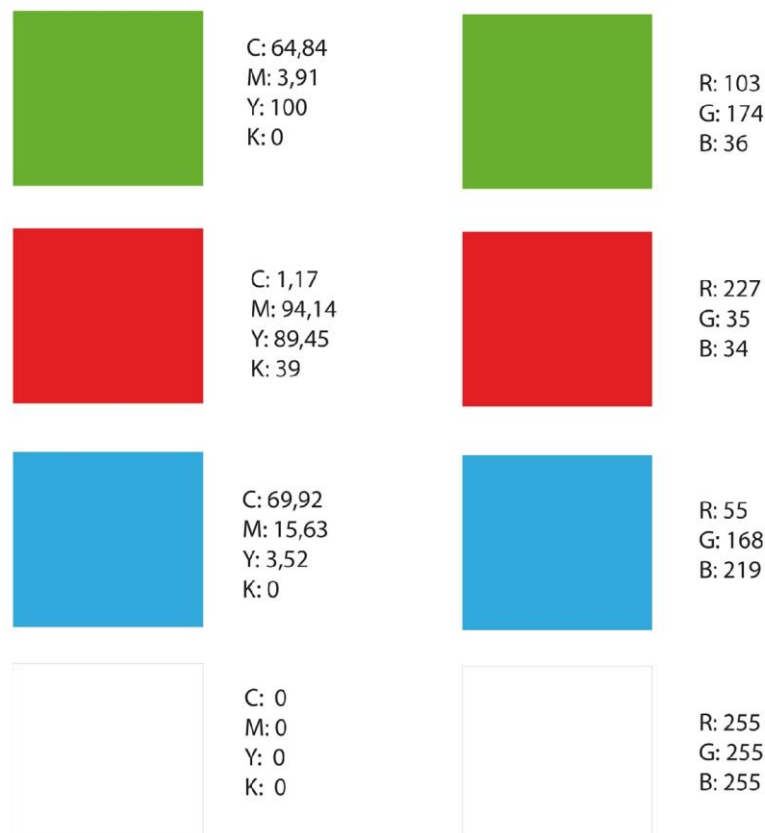 C: 64,84
M: 3,91
Y: 100
K: 0
R: 103
G: 174
B: 36
C: 1,17
M: 94,14
Y: 89,45
K: 39
R: 227
G: 35
B: 34
C: 69,92
M: 15,63
Y: 3,52
K: 0
R: 55
G: 168
B: 219
C: 0
M: 0
Y: 0
K: 0
R: 255
G: 255
B: 255